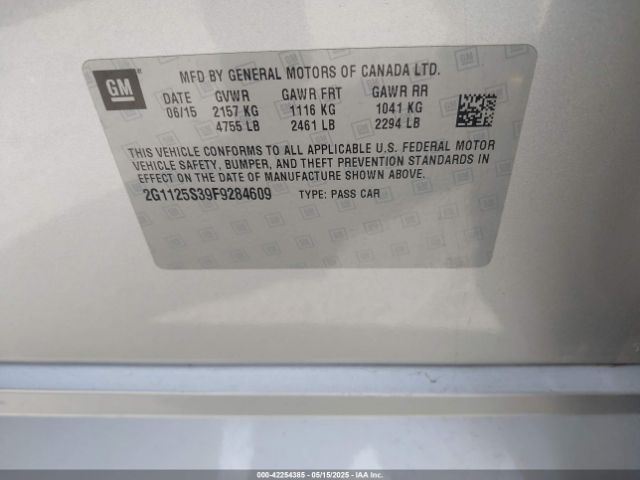 GM
MFD BY GENERAL MOTORS OF CANADA LTD.
DATE GVWR GAWR FRT GAWR RR
06/15 2157 KG 1116 KG 1041 KG
4755 LB 2461 LB 2294 LB
THIS VEHICLE CONFORMS TO ALL APPLICABLE U.S. FEDERAL MOTOR
VEHICLE SAFETY, BUMPER, AND THEFT PREVENTION STANDARDS IN
EFFECT ON THE DATE OF MANUFACTURE SHOWN ABOVE.
2G1125S39F9284609 TYPE: PASS CAR
000-42254385 - 05/15/2025 - IAAI Inc.